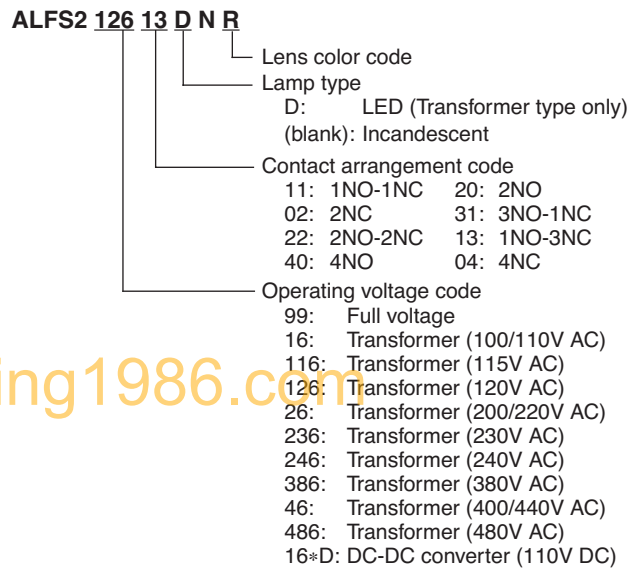 ALFS2 126 13 D N R
Lens color code
Lamp type
D: LED (Transformer type only)
(blank): Incandescent
Contact arrangement code
11: 1NO-1NC 20: 2NO
02: 2NC 31: 3NO-1NC
22: 2NO-2NC 13: 1NO-3NC
40: 4NO 04: 4NC
Operating voltage code
99: Full voltage
16: Transformer (100/110V AC)
116: Transformer (115V AC)
ing1986.com
126: Transformer (120V AC)
26: Transformer (200/220V AC)
236: Transformer (230V AC)
246: Transformer (240V AC)
386: Transformer (380V AC)
46: Transformer (400/440V AC)
486: Transformer (480V AC)
16*D: DC-DC converter (110V DC)